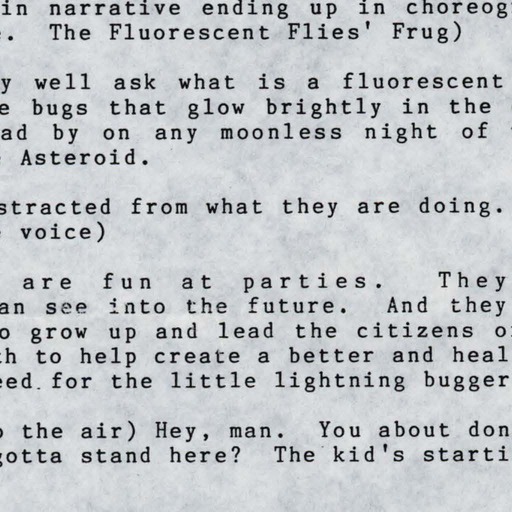 in narrative ending up in choreog
. The Fluorescent Flies' Frug)
y well ask what is a fluorescent
e bugs that glow brightly in the
ad by on any moonless night of
Asteroid.
stracted from what they are doing.
voice)
are fun at parties. They
an see into the future. And they
o grow up and lead the citizens o
th to help create a better and heal
eed for the little lightning bugger
o the air) Hey, man. You about don
gotta stand here? The kid's starti